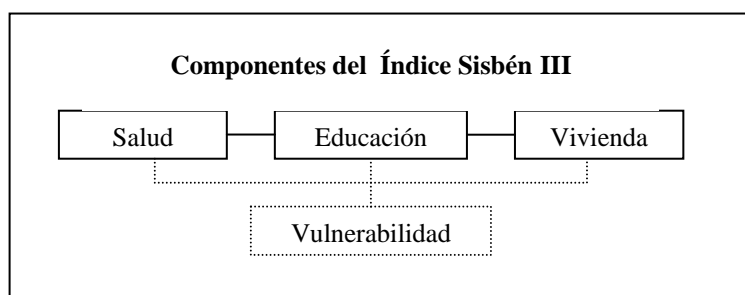 Componentes del Índice Sisbén III
Salud Educación Vivienda
Vulnerabilidad